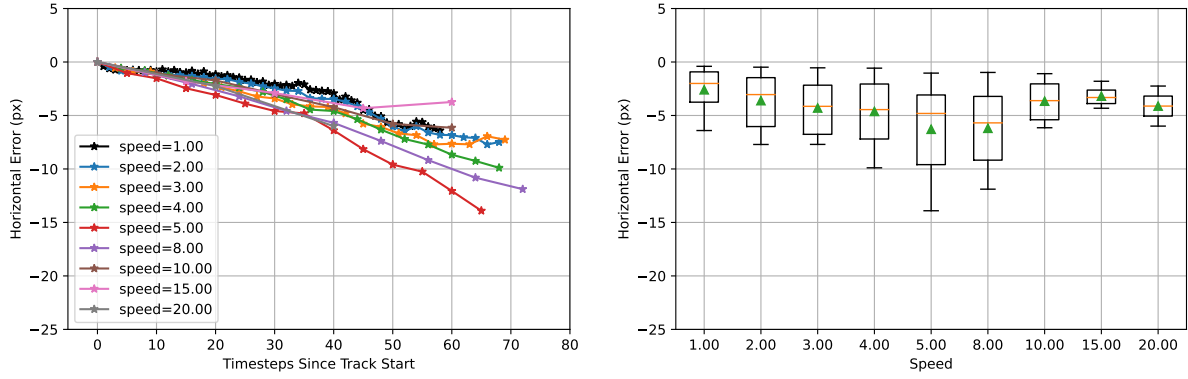 5
0
−5
−10
−15
−20
−25
Horizontal Error (px)
speed=1.00
speed=2.00
speed=3.00
speed=4.00
speed=5.00
speed=8.00
speed=10.00
speed=15.00
speed=20.00
0 10 20 30 40 50 60 70 80
Timesteps Since Track Start
5
0
−5
−10
−15
−20
−25
Horizontal Error (px)
1.00 2.00 3.00 4.00 5.00 8.00 10.00 15.00 20.00
Speed